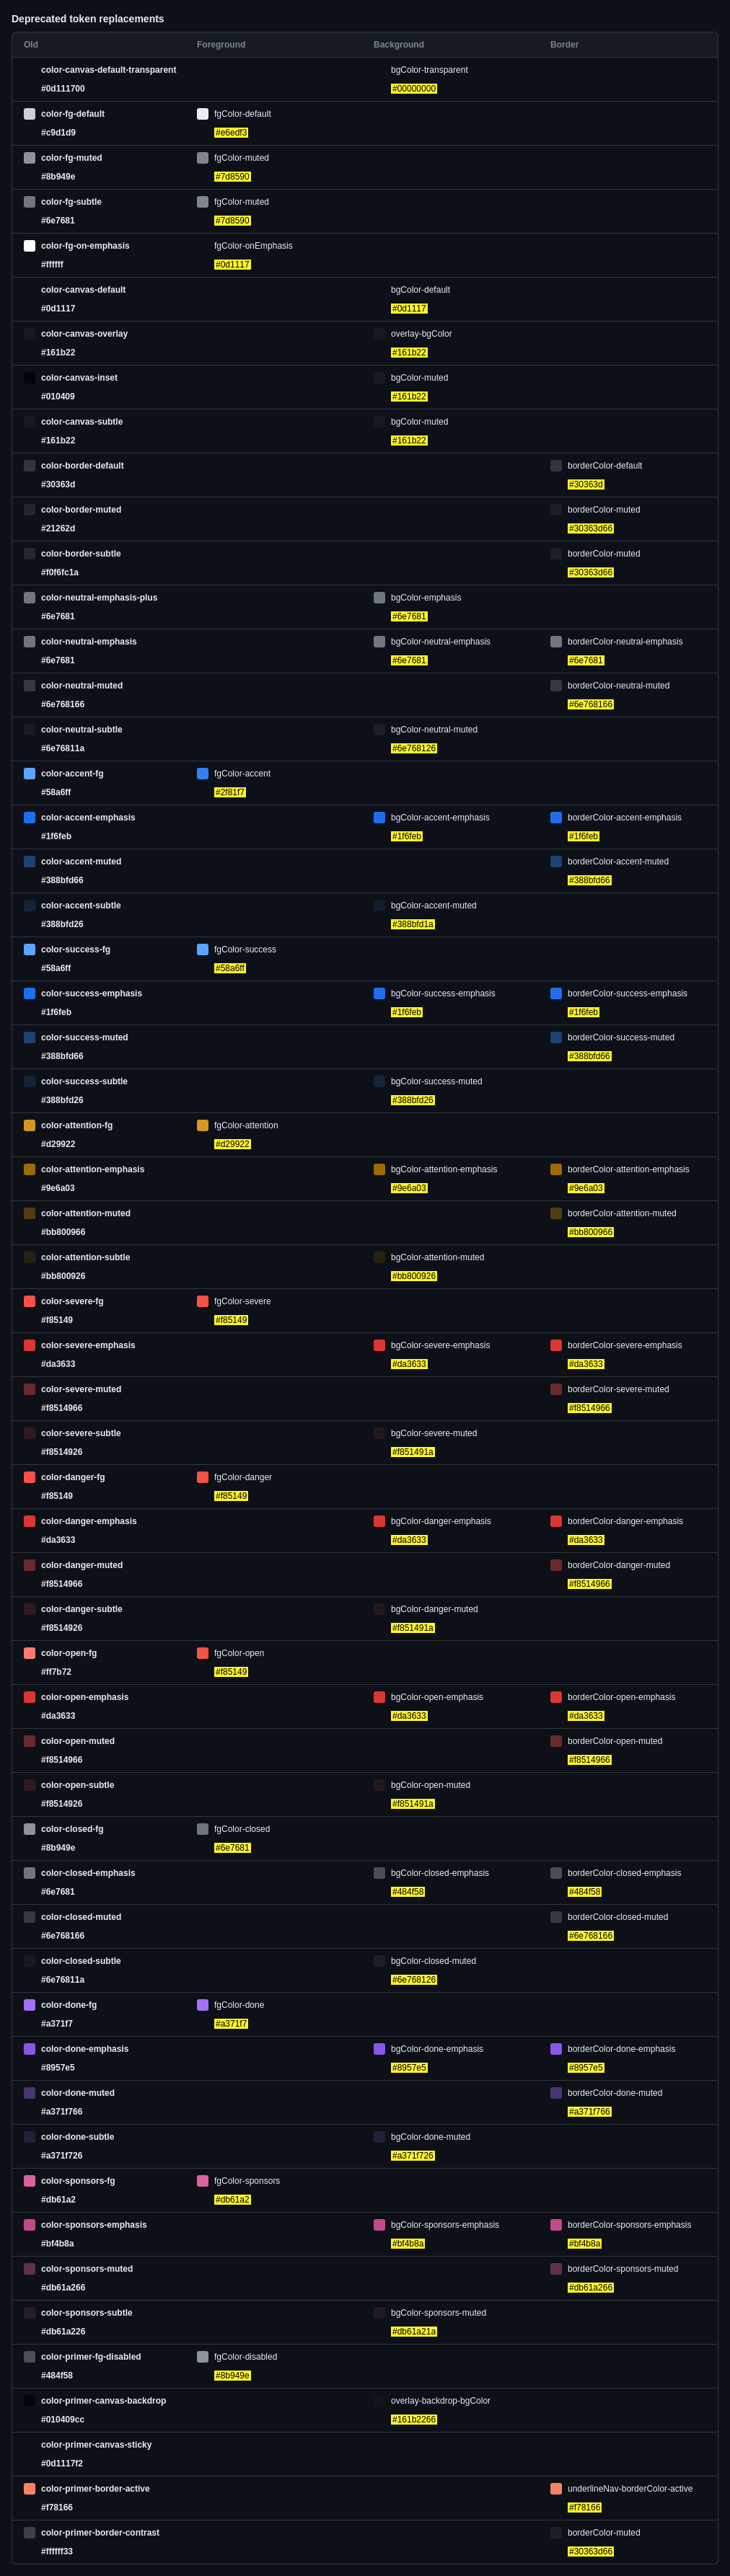 Deprecated token replacements
Old Foreground Background Border
color-canvas-default-transparent bgColor-transparent
#0d111700 #00000000
color-fg-default fgColor-default
#c9d1d9 #e6edf3
color-fg-muted fgColor-muted
#8b949e #7d8590
color-fg-subtle fgColor-muted
#6e7681 #7d8590
color-fg-on-emphasis fgColor-onEmphasis
#ffffff #0d1117
color-canvas-default bgColor-default
#0d1117 #0d1117
color-canvas-overlay overlay-bgColor
#161b22 #161b22
color-canvas-inset bgColor-muted
#010409 #161b22
color-canvas-subtle bgColor-muted
#161b22 #161b22
color-border-default borderColor-default
#30363d #30363d
color-border-muted borderColor-muted
#21262d #30363d66
color-border-subtle borderColor-muted
#f0f6fc1a #30363d66
color-neutral-emphasis-plus bgColor-emphasis
#6e7681 #6e7681
color-neutral-emphasis bgColor-neutral-emphasis borderColor-neutral-emphasis
#6e7681 #6e7681 #6e7681
color-neutral-muted borderColor-neutral-muted
#6e768166 #6e768166
color-neutral-subtle bgColor-neutral-muted
#6e76811a #6e768126
color-accent-fg fgColor-accent
#58a6ff #2f81f7
color-accent-emphasis bgColor-accent-emphasis borderColor-accent-emphasis
#1f6feb #1f6feb #1f6feb
color-accent-muted borderColor-accent-muted
#388bfd66 #388bfd66
color-accent-subtle bgColor-accent-muted
#388bfd26 #388bfd1a
color-success-fg fgColor-success
#58a6ff #58a6ff
color-success-emphasis bgColor-success-emphasis borderColor-success-emphasis
#1f6feb #1f6feb #1f6feb
color-success-muted borderColor-success-muted
#388bfd66 #388bfd66
color-success-subtle bgColor-success-muted
#388bfd26 #388bfd26
color-attention-fg fgColor-attention
#d29922 #d29922
color-attention-emphasis bgColor-attention-emphasis borderColor-attention-emphasis
#9e6a03 #9e6a03 #9e6a03
color-attention-muted borderColor-attention-muted
#bb800966 #bb800966
color-attention-subtle bgColor-attention-muted
#bb800926 #bb800926
color-severe-fg fgColor-severe
#f85149 #f85149
color-severe-emphasis bgColor-severe-emphasis borderColor-severe-emphasis
#da3633 #da3633 #da3633
color-severe-muted borderColor-severe-muted
#f8514966 #f8514966
color-severe-subtle bgColor-severe-muted
#f8514926 #f851491a
color-danger-fg fgColor-danger
#f85149 #f85149
color-danger-emphasis bgColor-danger-emphasis borderColor-danger-emphasis
#da3633 #da3633 #da3633
color-danger-muted borderColor-danger-muted
#f8514966 #f8514966
color-danger-subtle bgColor-danger-muted
#f8514926 #f851491a
color-open-fg fgColor-open
#ff7b72 #f85149
color-open-emphasis bgColor-open-emphasis borderColor-open-emphasis
#da3633 #da3633 #da3633
color-open-muted borderColor-open-muted
#f8514966 #f8514966
color-open-subtle bgColor-open-muted
#f8514926 #f851491a
color-closed-fg fgColor-closed
#8b949e #6e7681
color-closed-emphasis bgColor-closed-emphasis borderColor-closed-emphasis
#6e7681 #484f58 #484f58
color-closed-muted borderColor-closed-muted
#6e768166 #6e768166
color-closed-subtle bgColor-closed-muted
#6e76811a #6e768126
color-done-fg fgColor-done
#a371f7 #a371f7
color-done-emphasis bgColor-done-emphasis borderColor-done-emphasis
#8957e5 #8957e5 #8957e5
color-done-muted borderColor-done-muted
#a371f766 #a371f766
color-done-subtle bgColor-done-muted
#a371f726 #a371f726
color-sponsors-fg fgColor-sponsors
#db61a2 #db61a2
color-sponsors-emphasis bgColor-sponsors-emphasis borderColor-sponsors-emphasis
#bf4b8a #bf4b8a #bf4b8a
color-sponsors-muted borderColor-sponsors-muted
#db61a266 #db61a266
color-sponsors-subtle bgColor-sponsors-muted
#db61a226 #db61a21a
color-primer-fg-disabled fgColor-disabled
#484f58 #8b949e
color-primer-canvas-backdrop overlay-backdrop-bgColor
#010409cc #161b2266
color-primer-canvas-sticky
#0d1117f2
color-primer-border-active underlineNav-borderColor-active
#f78166 #f78166
color-primer-border-contrast borderColor-muted
#ffffff33 #30363d66